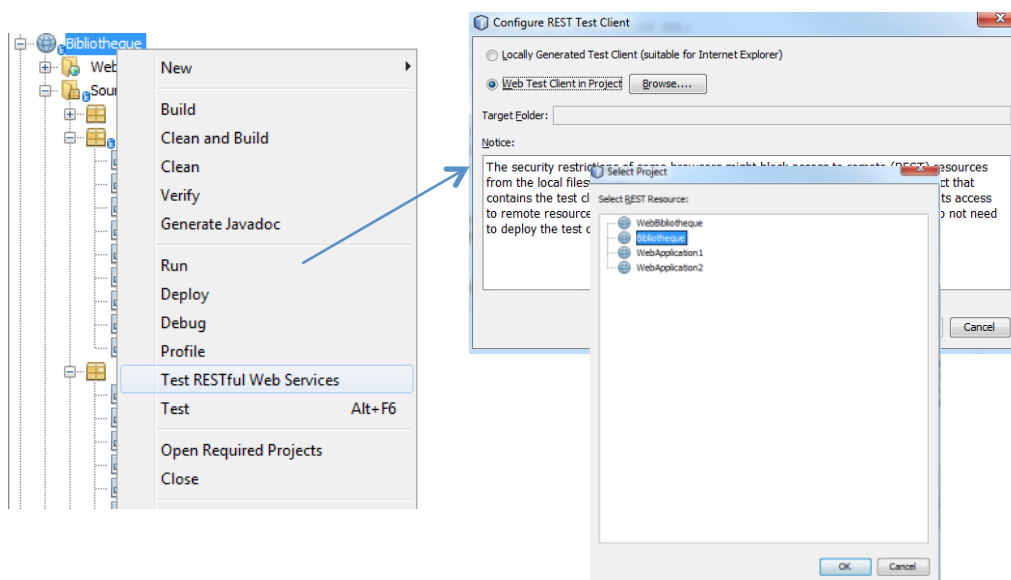 Bibliotheque
Web
Sour
New
Build
Clean and Build
Clean
Verify
Generate Javadoc
Run
Deploy
Debug
Profile
Test RESTful Web Services
Test Alt+F6
Open Required Projects
Close
Configure REST Test Client
Locally Generated Test Client (suitable for Internet Explorer)
Web Test Client in Project Browse....
Target Folder:
Notice:
The security restrictions of some browsers might block access to remote (REST) resources
from the local files ct that
contains the test cl ts access
to remote resource o not need
to deploy the test c
Cancel
Select Project
Select REST Resource:
WebBibliotheque
Bibliotheque
WebApplication1
WebApplication2
OK Cancel